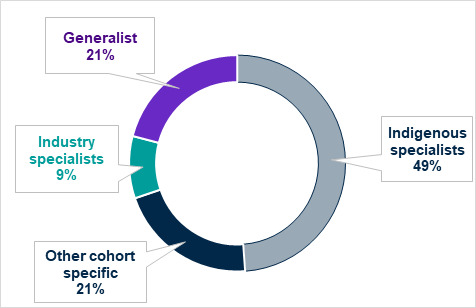 Generalist
21%
Indigenous
specialists
49%
Industry
specialists
9%
Other cohort
specific
21%